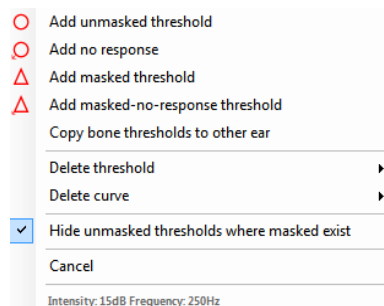 Add unmasked threshold
Add no response
Add masked threshold
Add masked-no-response threshold
Copy bone thresholds to other ear
Delete threshold
Delete curve
Hide unmasked thresholds where masked exist
Cancel
Intensity: 15dB Frequency: 250Hz